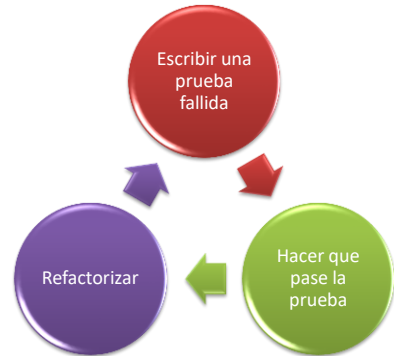 Escribir una
prueba
fallida
Hacer que
pase la
prueba
Refactorizar